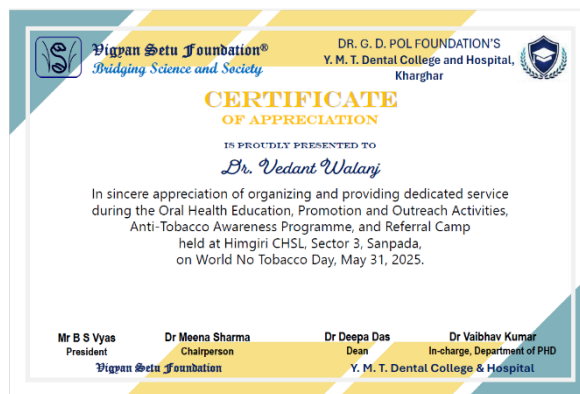 Vigyan Setu Foundation®
Bridging Science and Society
DR. G. D. POL FOUNDATION'S
Y. M. T. Dental College and Hospital,
Kharghar
CERTIFICATE
OF APPRECIATION
IS PROUDLY PRESENTED TO
Dr. Vedant Walanj
In sincere appreciation of organizing and providing dedicated service
during the Oral Health Education, Promotion and Outreach Activities,
Anti-Tobacco Awareness Programme, and Referral Camp
held at Himgiri CHSL, Sector 3, Sanpada,
on World No Tobacco Day, May 31, 2025.
Mr B S Vyas
President
Dr Meena Sharma
Chairperson
Vigyan Setu Foundation
Dr Deepa Das
Dean
Dr Vaibhav Kumar
In-charge, Department of PHD
Y. M. T. Dental College & Hospital